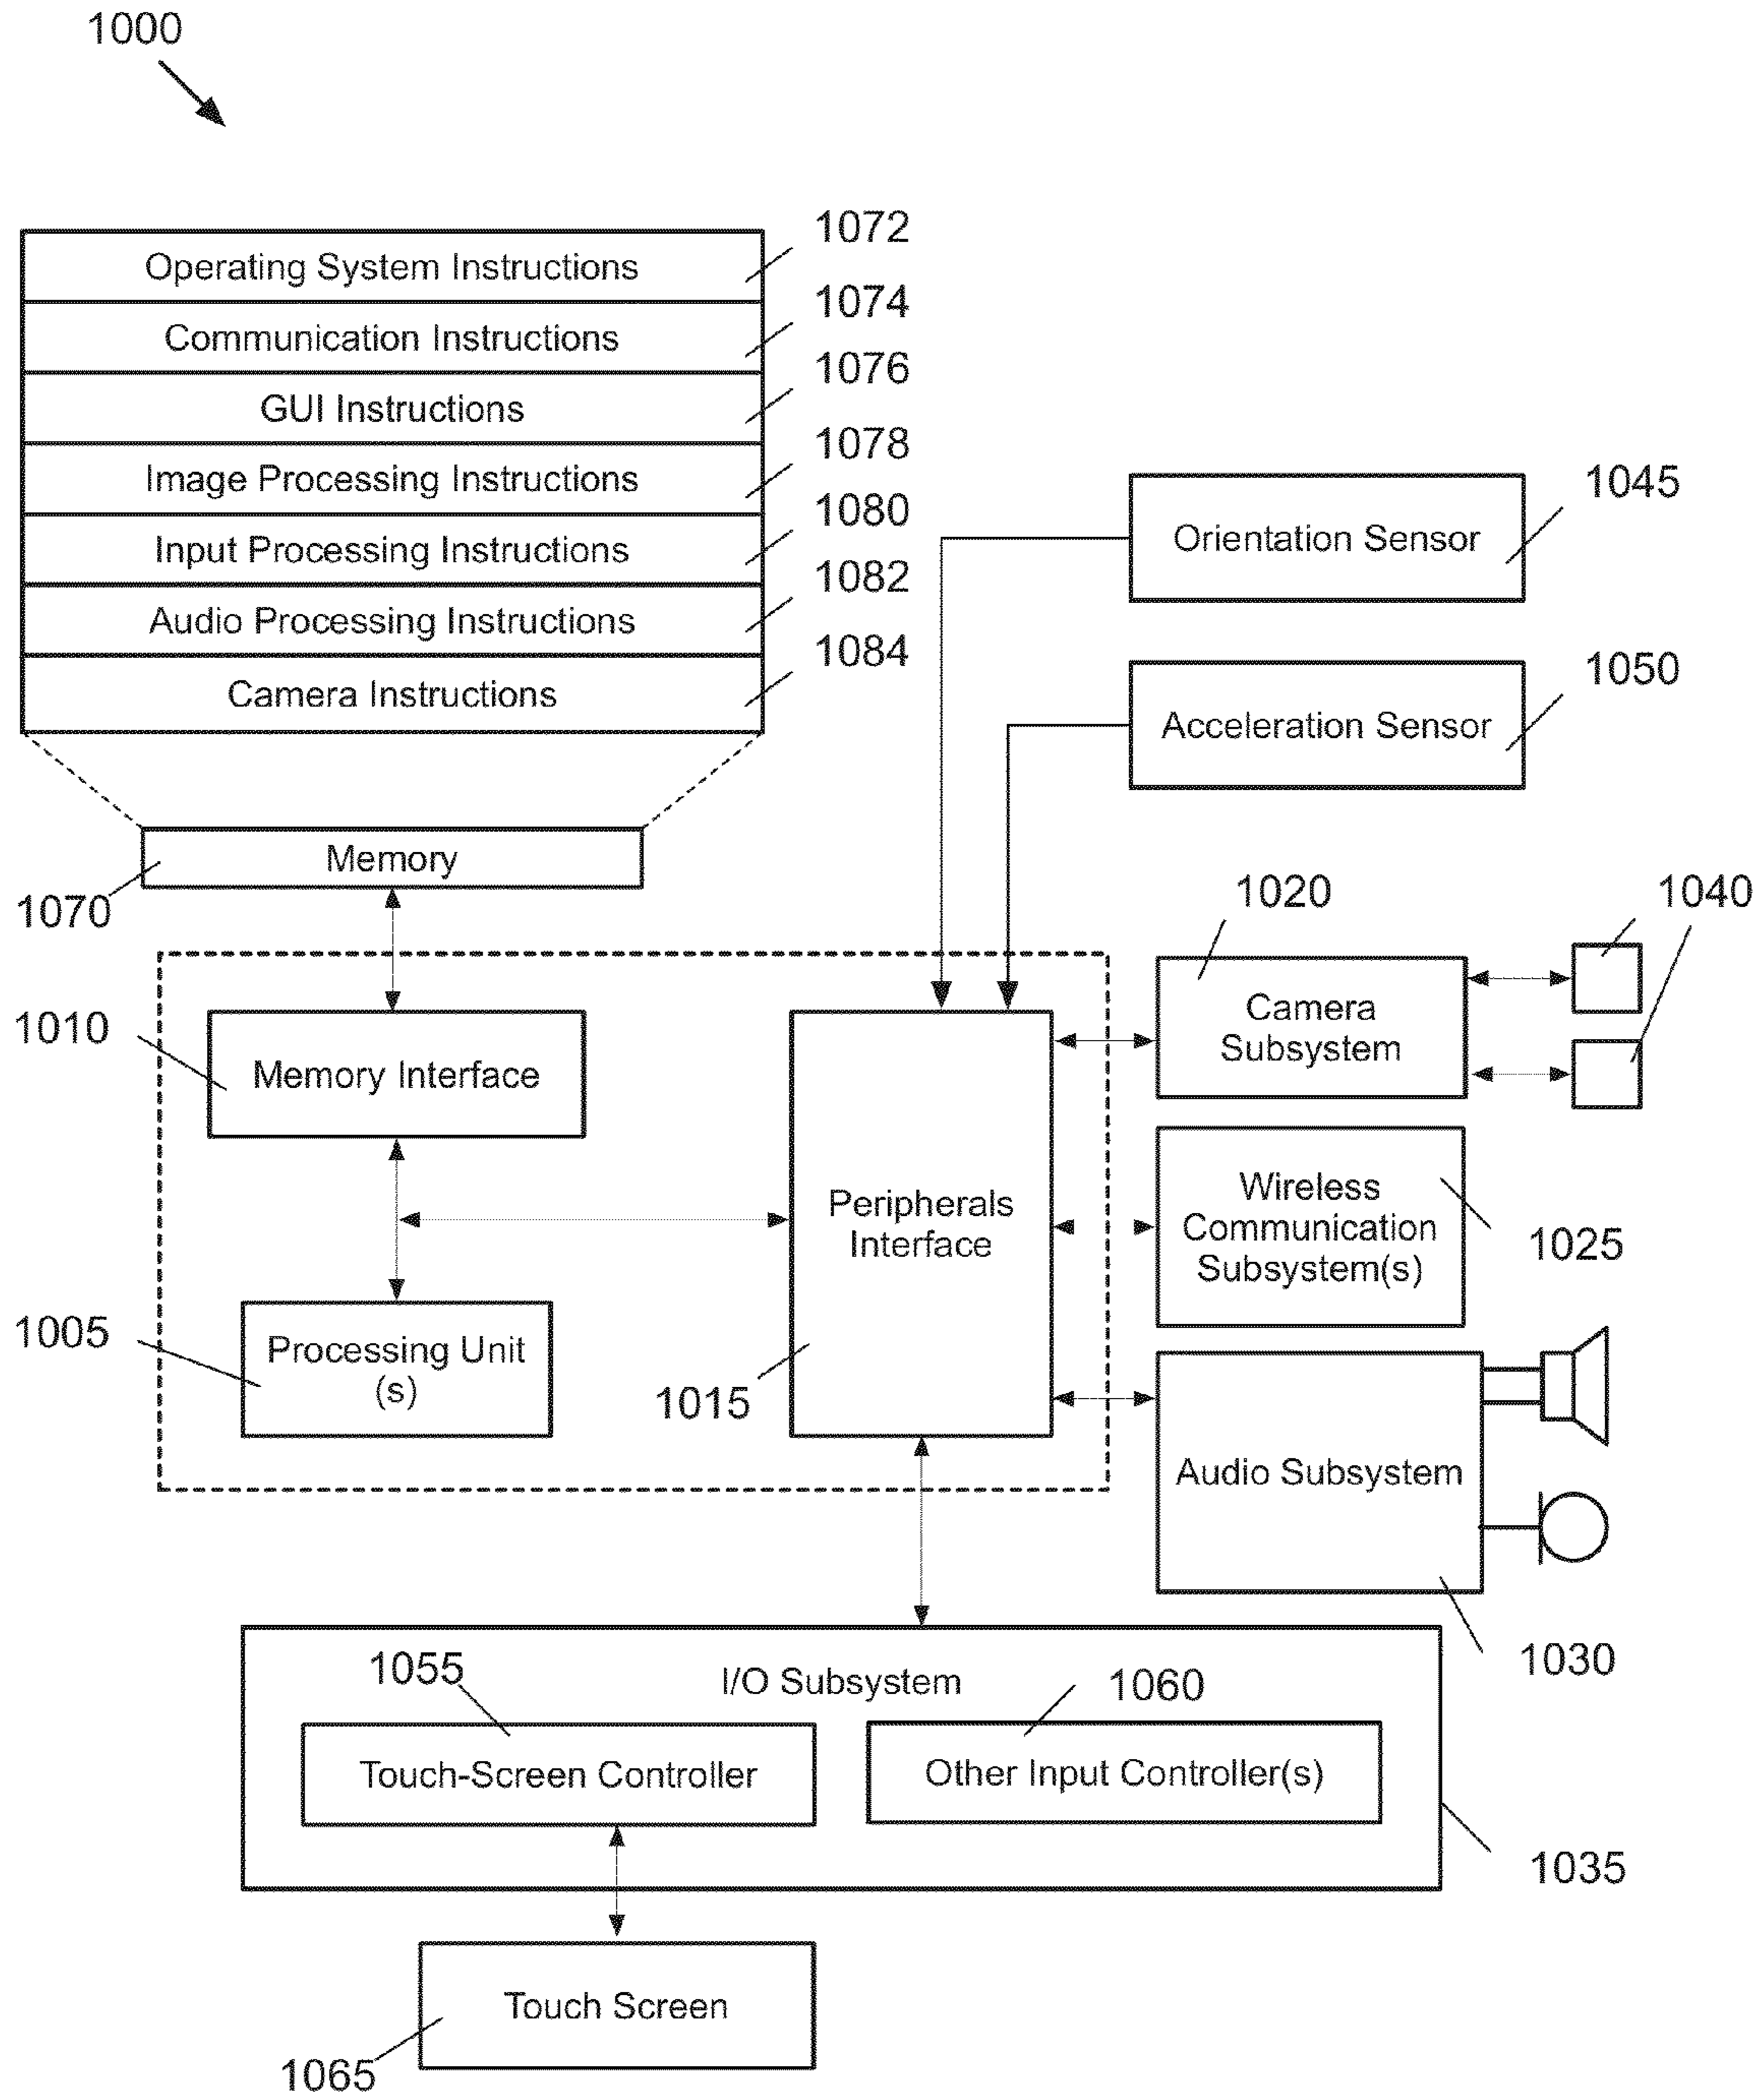 1000
1072
Operating System Instructions
1074
Communication Instructions
1076
GUI Instructions
1078
Image Processing Instructions
1080
Input Processing Instructions
1082
Audio Processing Instructions
1084
Camera Instructions
1045
Orientation Sensor
1050
Acceleration Sensor
Memory
1070
1020
1040
Camera
Subsystem
1010
Memory Interface
Peripherals
Interface
Wireless
Communication
Subsystem(s)
1025
1005
Processing Unit
(s)
1015
Audio Subsystem
1030
I/O Subsystem
1055
1060
Touch-Screen Controller
Other Input Controller(s)
1035
Touch Screen
1065